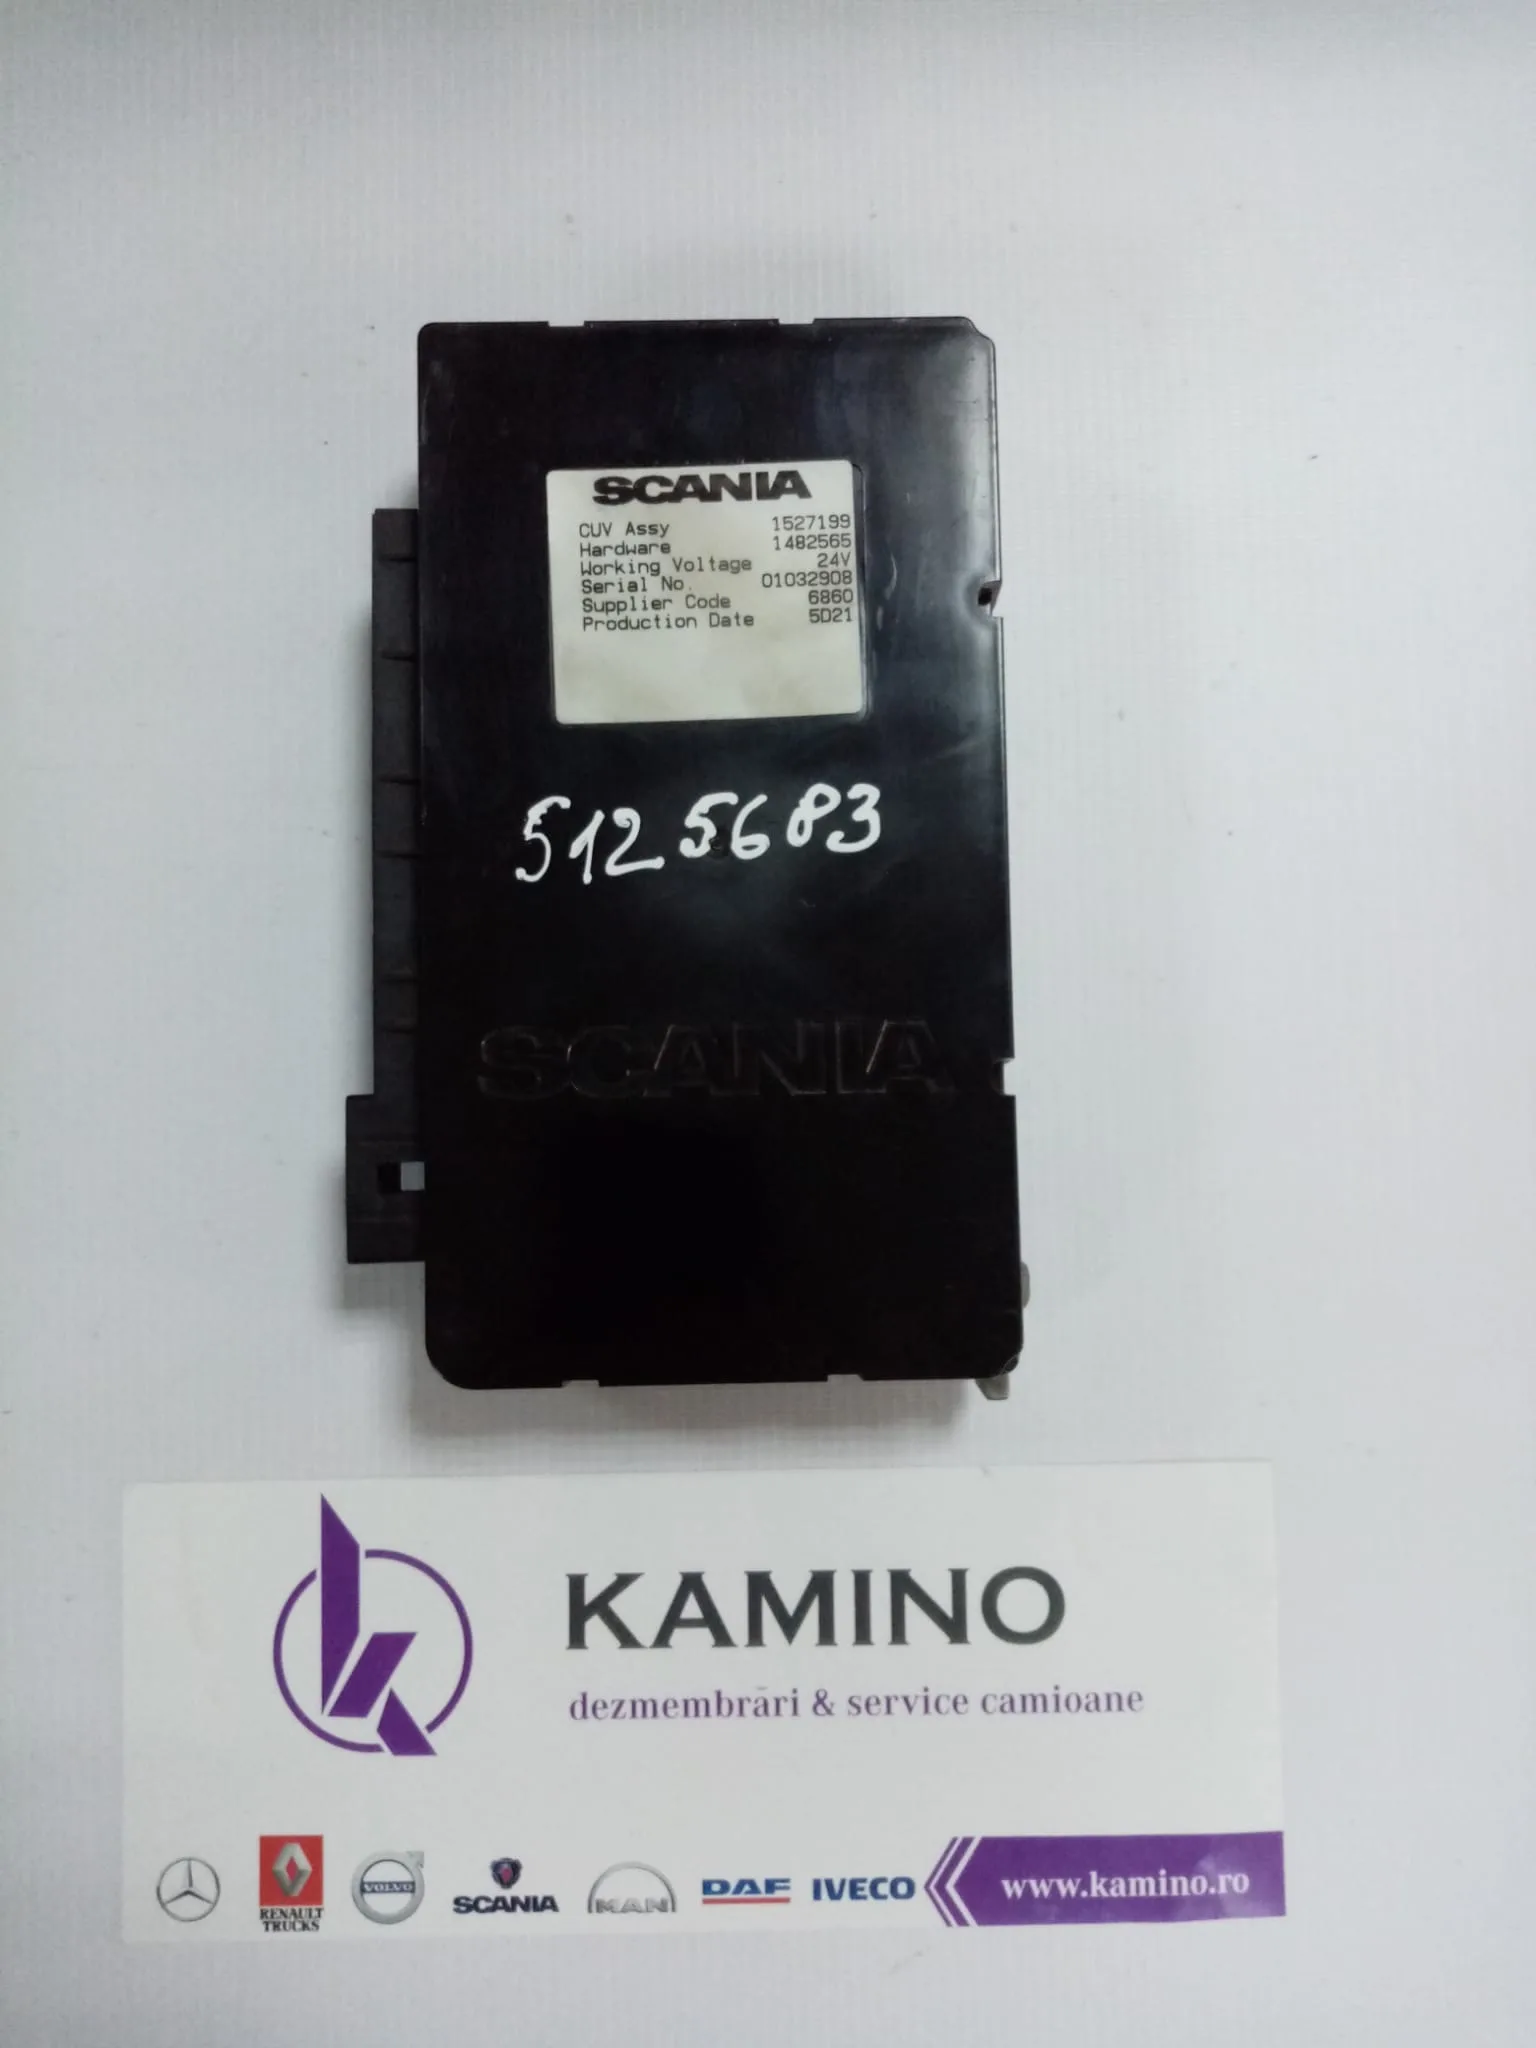 SCANIA
CUV Assy 1527199
Hardware 1482565
Working Voltage 24V
Serial No. 01032908
Supplier Code 6860
Production Date 5D21
5125683
SCANIA
KAMINO
dezmembrări & service camioane
RENAULT TRUCKS
VOLVO
SCANIA
MAN
DAF
IVECO
www.kamino.ro